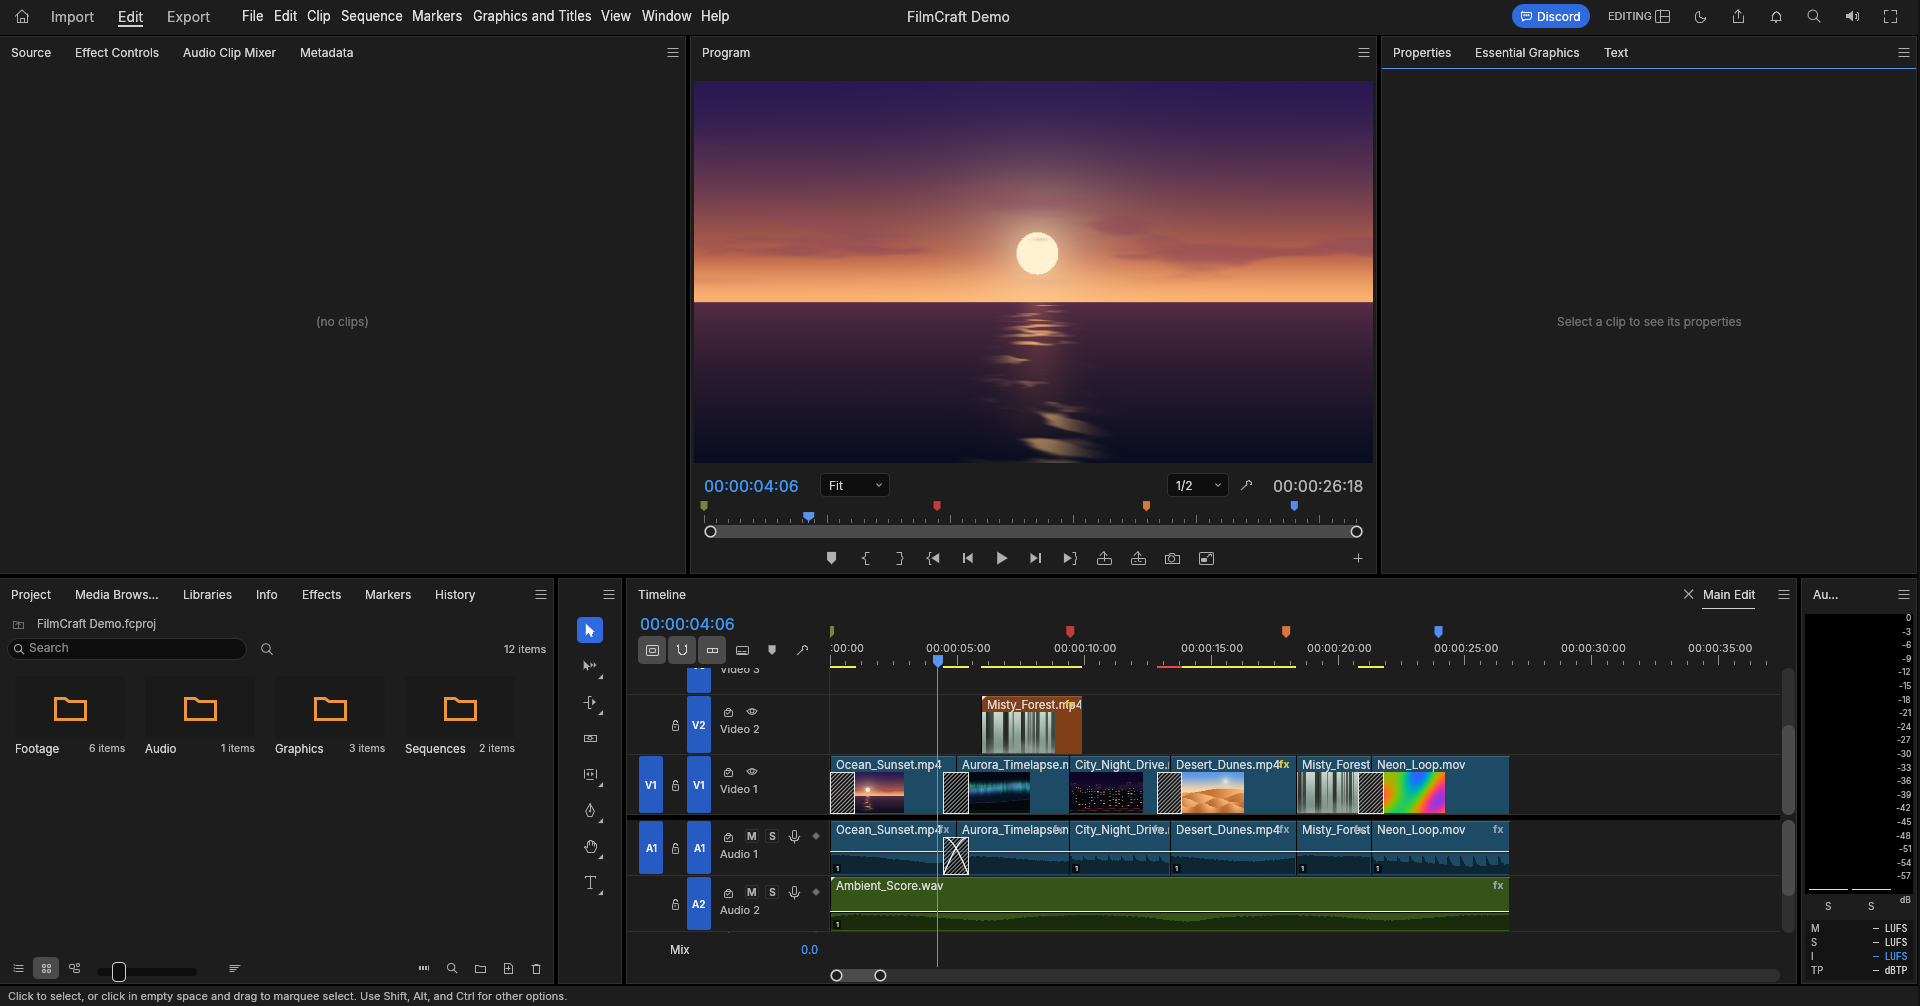 Import Edit Export File Edit Clip Sequence Markers Graphics and Titles View Window Help FilmCraft Demo Discord EDITING
Source Effect Controls Audio Clip Mixer Metadata
(no clips)
Program
00:00:04:06 Fit 1/2 00:00:26:18
Properties Essential Graphics Text
Select a clip to see its properties
Project Media Brows... Libraries Info Effects Markers History
FilmCraft Demo.fcproj
Search 12 items
Footage 6 items Audio 1 items Graphics 3 items Sequences 2 items
Timeline Main Edit
00:00:04:06
:00:00 00:00:05:00 00:00:10:00 00:00:15:00 00:00:20:00 00:00:25:00 00:00:30:00 00:00:35:00
Video 3
V2 Video 2 Misty_Forest.mp4
V1 V1 Video 1 Ocean_Sunset.mp4 Aurora_Timelapse.n City_Night_Drive. Desert_Dunes.mp4 fx Misty_Forest Neon_Loop.mov
A1 A1 M S Audio 1 Ocean_Sunset.mp4 fx Aurora_Timelapse.n City_Night_Drive. Desert_Dunes.mp4 fx Misty_Forest Neon_Loop.mov fx
1 1 1 1 1
A2 M S Audio 2 Ambient_Score.wav fx
1
Mix 0.0
Au...
0
-3
-6
-9
-12
-15
-18
-21
-24
-27
-30
-33
-36
-39
-42
-45
-48
-51
-54
-57
dB
S S
M – LUFS
S – LUFS
I – LUFS
TP – dBTP
Click to select, or click in empty space and drag to marquee select. Use Shift, Alt, and Ctrl for other options.